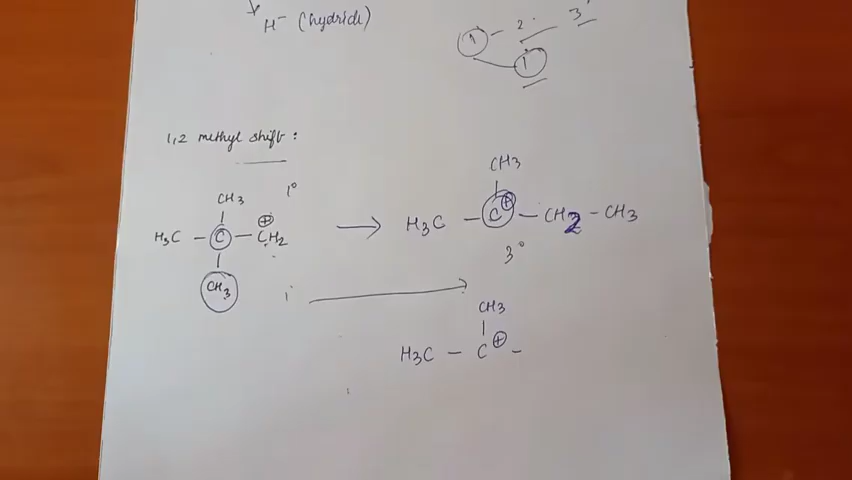 H⁻ (hydride)
1 - 2° 3°
1°
1,2 methyl shift :
CH3 1°
H3C - C - CH2 ⊕
CH3
CH3
H3C - C ⊕ - CH2 - CH3
3°
CH3
H3C - C ⊕ -